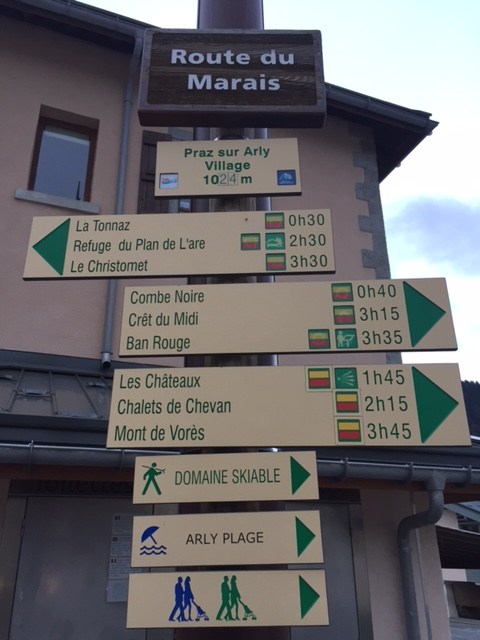 Route du
Marais
Praz sur Arly
Village
1024 m
La Tonnaz 0h30
Refuge du Plan de L'are 2h30
Le Christomet 3h30
Combe Noire 0h40
Crêt du Midi 3h15
Ban Rouge 3h35
Les Châteaux 1h45
Chalets de Chevan 2h15
Mont de Vorès 3h45
DOMAINE SKIABLE
ARLY PLAGE